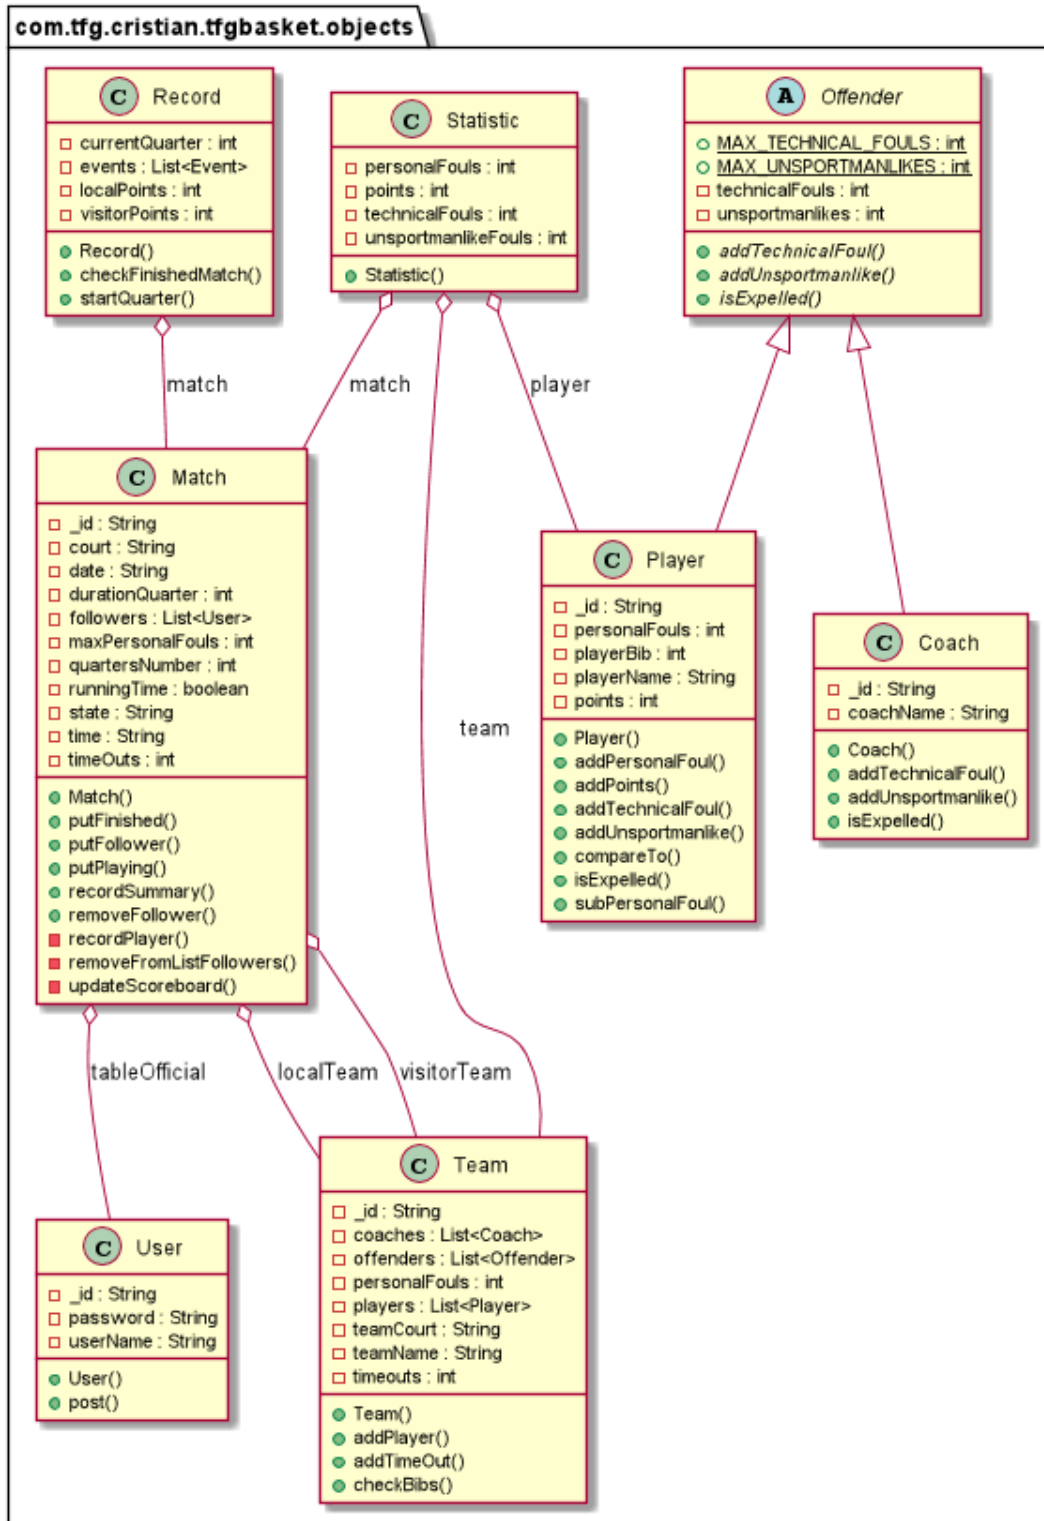 com.tfg.cristian.tfgbasket.objects
C Record
currentQuarter : int
events : List<Event>
localPoints : int
visitorPoints : int
Record()
checkFinishedMatch()
startQuarter()
C Statistic
personalFouls : int
points : int
technicalFouls : int
unsportmanlikeFouls : int
Statistic()
A Offender
MAX_TECHNICAL_FOULS : int
MAX_UNSPORTMANLIKES : int
technicalFouls : int
unsportmanlikes : int
addTechnicalFoul()
addUnsportmanlike()
isExpelled()
match
match
player
C Match
_id : String
court : String
date : String
durationQuarter : int
followers : List<User>
maxPersonalFouls : int
quartersNumber : int
runningTime : boolean
state : String
time : String
timeOuts : int
Match()
putFinished()
putFollower()
putPlaying()
recordSummary()
removeFollower()
recordPlayer()
removeFromListFollowers()
updateScoreboard()
team
C Player
_id : String
personalFouls : int
playerBib : int
playerName : String
points : int
Player()
addPersonalFoul()
addPoints()
addTechnicalFoul()
addUnsportmanlike()
compareTo()
isExpelled()
subPersonalFoul()
C Coach
_id : String
coachName : String
Coach()
addTechnicalFoul()
addUnsportmanlike()
isExpelled()
tableOfficial
localTeam
visitorTeam
C User
_id : String
password : String
userName : String
User()
post()
C Team
_id : String
coaches : List<Coach>
offenders : List<Offender>
personalFouls : int
players : List<Player>
teamCourt : String
teamName : String
timeouts : int
Team()
addPlayer()
addTimeOut()
checkBibs()